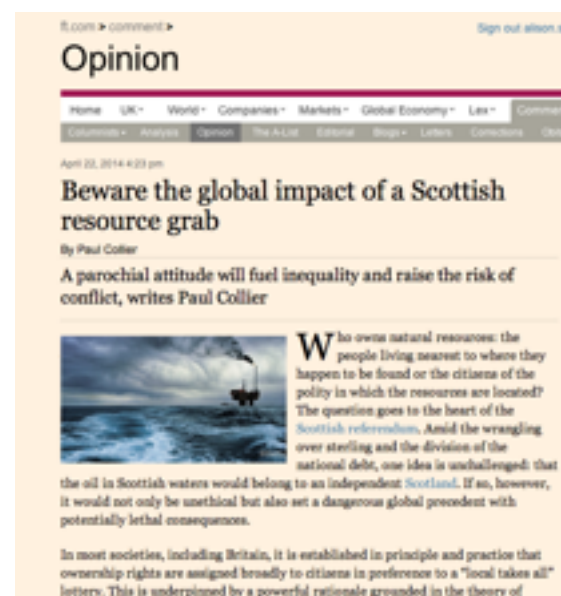 ft.com > comment >
Sign out alison.
Opinion
Home UK World Companies Markets Global Economy Lex Comme
Columnists Analysis Opinion The A-List Editorial Blogs Letters Corrections Obit
April 22, 2014 4:23 pm
Beware the global impact of a Scottish
resource grab
By Paul Collier
A parochial attitude will fuel inequality and raise the risk of
conflict, writes Paul Collier
Who owns natural resources: the
people living nearest to where they
happen to be found or the citizens of the
polity in which the resources are located?
The question goes to the heart of the
Scottish referendum. Amid the wrangling
over sterling and the division of the
national debt, one idea is unchallenged: that
the oil in Scottish waters would belong to an independent Scotland. If so, however,
it would not only be unethical but also set a dangerous global precedent with
potentially lethal consequences.
In most societies, including Britain, it is established in principle and practice that
ownership rights are assigned broadly to citizens in preference to a "local takes all"
lottery. This is underpinned by a powerful rationale grounded in the theory of